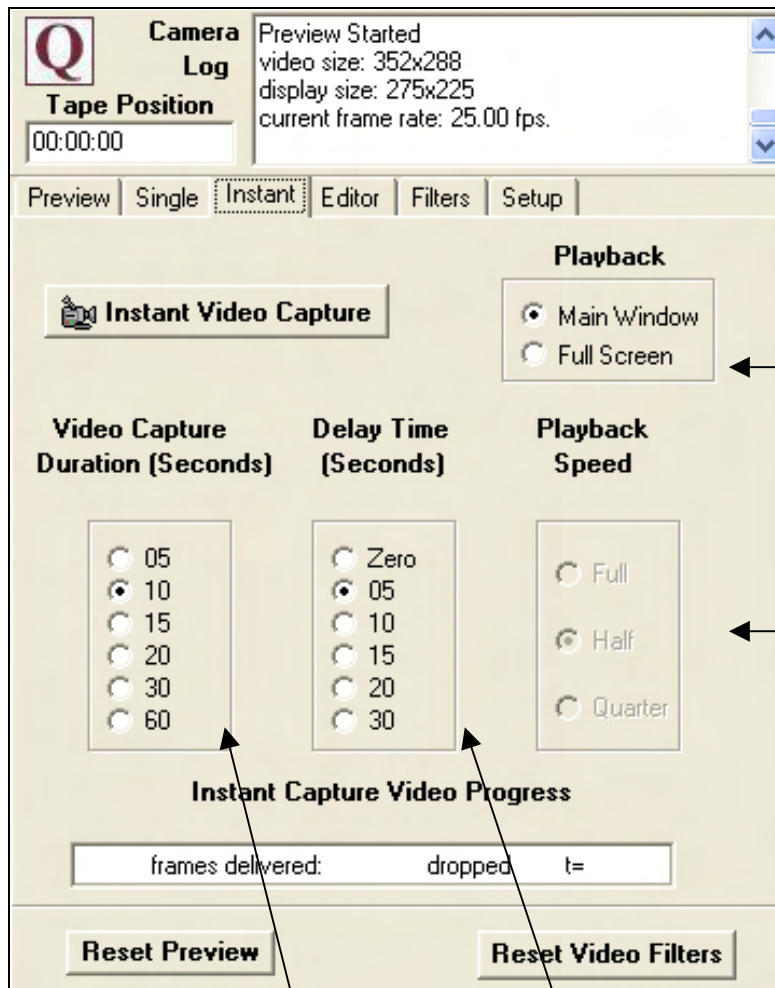 Q
Camera Log
Preview Started
video size: 352x288
display size: 275x225
current frame rate: 25.00 fps.
Tape Position
00:00:00
Preview Single Instant Editor Filters Setup
Instant Video Capture
Playback
Main Window
Full Screen
Video Capture
Duration (Seconds)
05
10
15
20
30
60
Delay Time
(Seconds)
Zero
05
10
15
20
30
Playback
Speed
Full
Half
Quarter
Instant Capture Video Progress
frames delivered: dropped t=
Reset Preview
Reset Video Filters